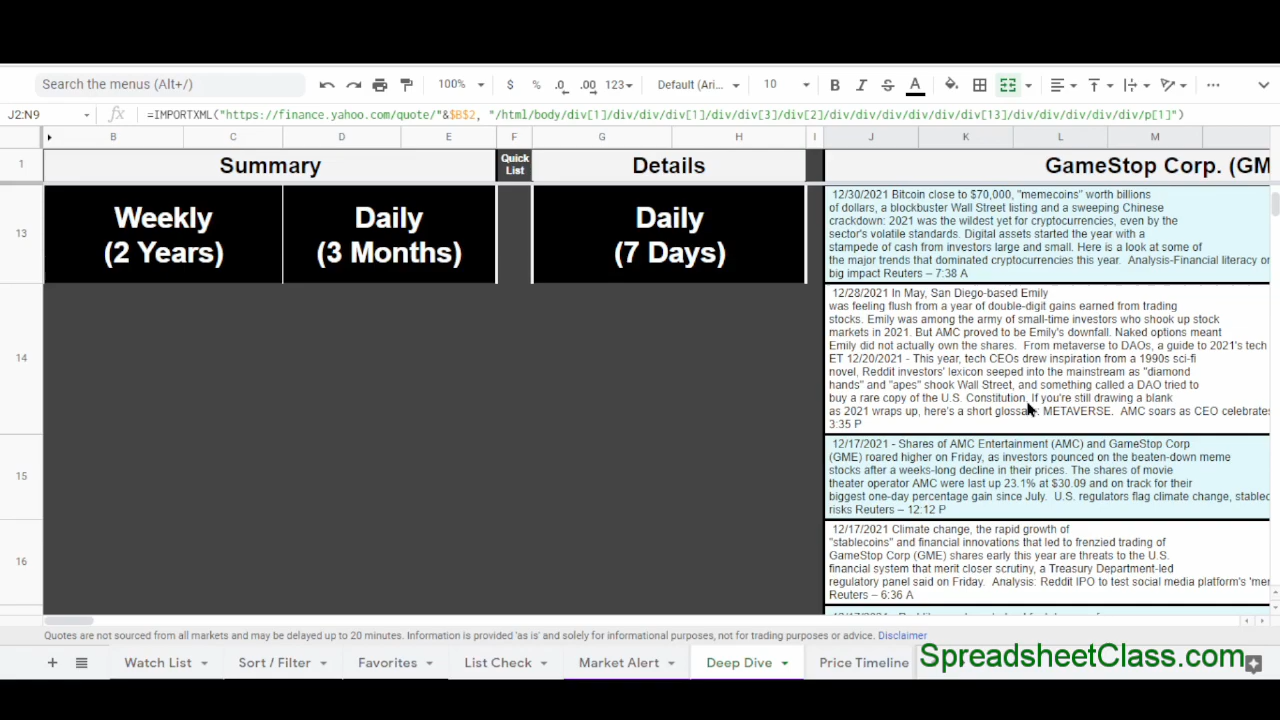 Search the menus (Alt+/)
100%
$ % .0 .00 123
Default (Ari...
10
B I S A
J2:N9
fx
=IMPORTXML("https://finance.yahoo.com/quote/"&$B$2, "/html/body/div[1]/div/div/div[1]/div/div[3]/div[2]/div/div/div/div/div/div[13]/div/div/div/div/p[1]")
B C D E F G H I J K L M
1
Summary
Quick
List
Details
GameStop Corp. (GM
13
Weekly
(2 Years)
Daily
(3 Months)
Daily
(7 Days)
12/30/2021 Bitcoin close to $70,000, "memecoins" worth billions
of dollars, a blockbuster Wall Street listing and a sweeping Chinese
crackdown: 2021 was the wildest yet for cryptocurrencies, even by the
sector's volatile standards. Digital assets started the year with a
stampede of cash from investors large and small. Here is a look at some of
the major trends that dominated cryptocurrencies this year.  Analysis-Financial literacy or
big impact Reuters – 7:38 A
14
12/28/2021 In May, San Diego-based Emily
was feeling flush from a year of double-digit gains earned from trading
stocks. Emily was among the army of small-time investors who shook up stock
markets in 2021. But AMC proved to be Emily's downfall. Naked options meant
Emily did not actually own the shares.  From metaverse to DAOs, a guide to 2021's tech
ET 12/20/2021 - This year, tech CEOs drew inspiration from a 1990s sci-fi
novel, Reddit investors' lexicon seeped into the mainstream as "diamond
hands" and "apes" shook Wall Street, and something called a DAO tried to
buy a rare copy of the U.S. Constitution. If you're still drawing a blank
as 2021 wraps up, here's a short glossary: METAVERSE.  AMC soars as CEO celebrates
3:35 P
15
12/17/2021 - Shares of AMC Entertainment (AMC) and GameStop Corp
(GME) roared higher on Friday, as investors pounced on the beaten-down meme
stocks after a weeks-long decline in their prices. The shares of movie
theater operator AMC were last up 23.1% at $30.09 and on track for their
biggest one-day percentage gain since July.  U.S. regulators flag climate change, stablec
risks Reuters – 12:12 P
16
12/17/2021 Climate change, the rapid growth of
"stablecoins" and financial innovations that led to frenzied trading of
GameStop Corp (GME) shares early this year are threats to the U.S.
financial system that merit closer scrutiny, a Treasury Department-led
regulatory panel said on Friday.  Analysis: Reddit IPO to test social media platform's 'mer
Reuters – 6:36 A
Quotes are not sourced from all markets and may be delayed up to 20 minutes. Information is provided 'as is' and solely for informational purposes, not for trading purposes or advice. Disclaimer
Watch List
Sort / Filter
Favorites
List Check
Market Alert
Deep Dive
Price Timeline
SpreadsheetClass.com